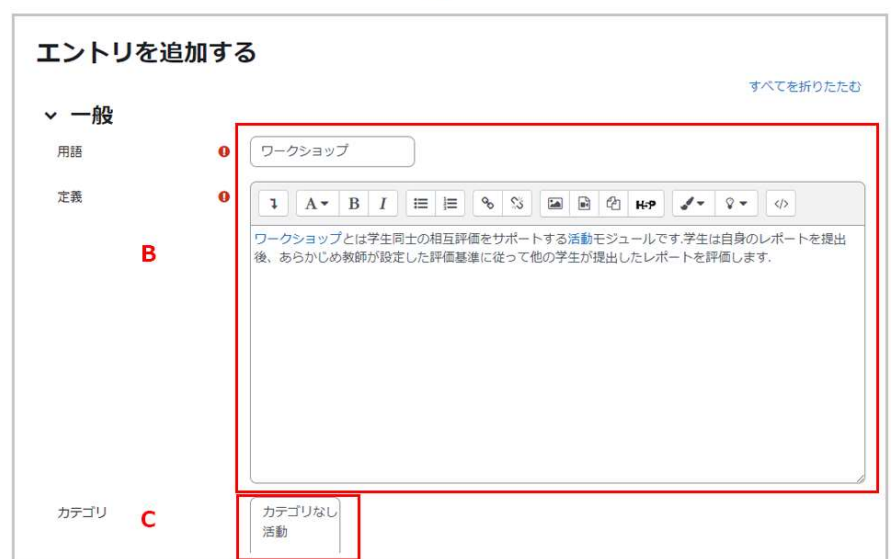 エントリを追加する
すべてを折りたたむ
一般
用語
ワークショップ
定義
A B I H-P </>
ワークショップとは学生同士の相互評価をサポートする活動モジュールです.学生は自身のレポートを提出
後、あらかじめ教師が設定した評価基準に従って他の学生が提出したレポートを評価します.
B
カテゴリ
C
カテゴリなし
活動